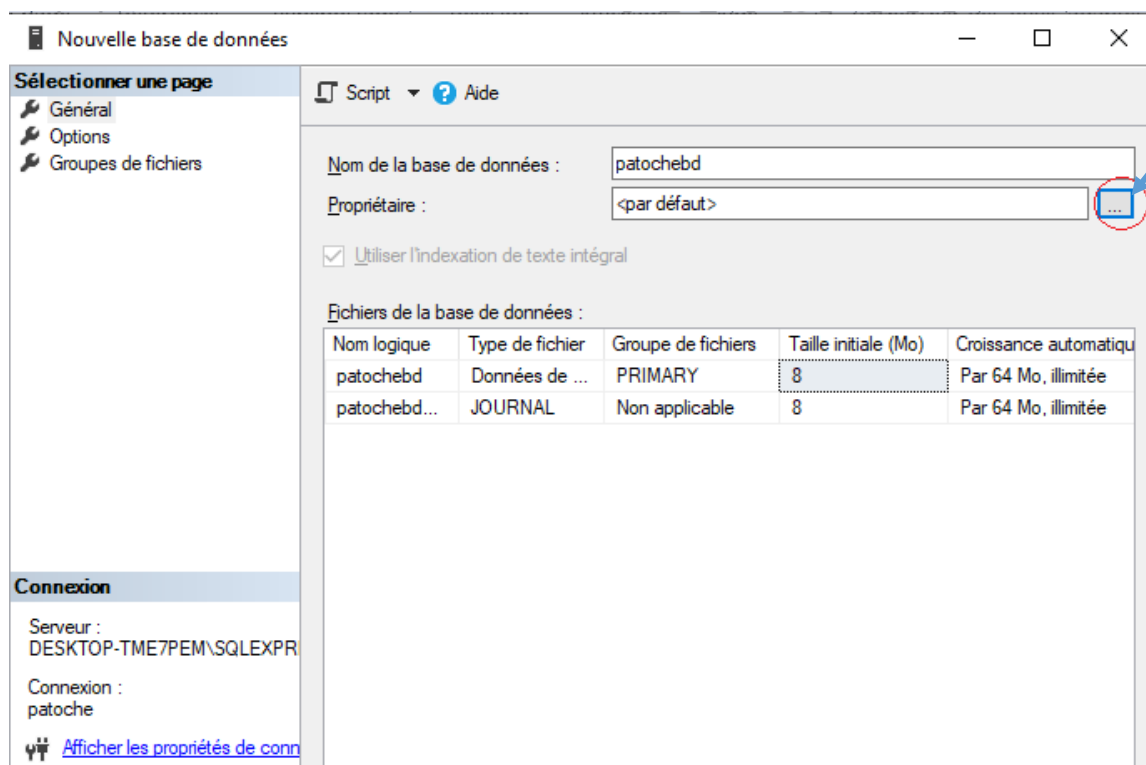 Nouvelle base de données
Sélectionner une page
Général
Options
Groupes de fichiers
Script
Aide
Nom de la base de données :
patochebd
Propriétaire :
<par défaut>
...
Utiliser l'indexation de texte intégral
Fichiers de la base de données :
Nom logique Type de fichier Groupe de fichiers Taille initiale (Mo) Croissance automatiqu
patochebd Données de ... PRIMARY 8 Par 64 Mo, illimitée
patochebd... JOURNAL Non applicable 8 Par 64 Mo, illimitée
Connexion
Serveur :
DESKTOP-TME7PEM\SQLEXPR
Connexion :
patoche
Afficher les propriétés de conn